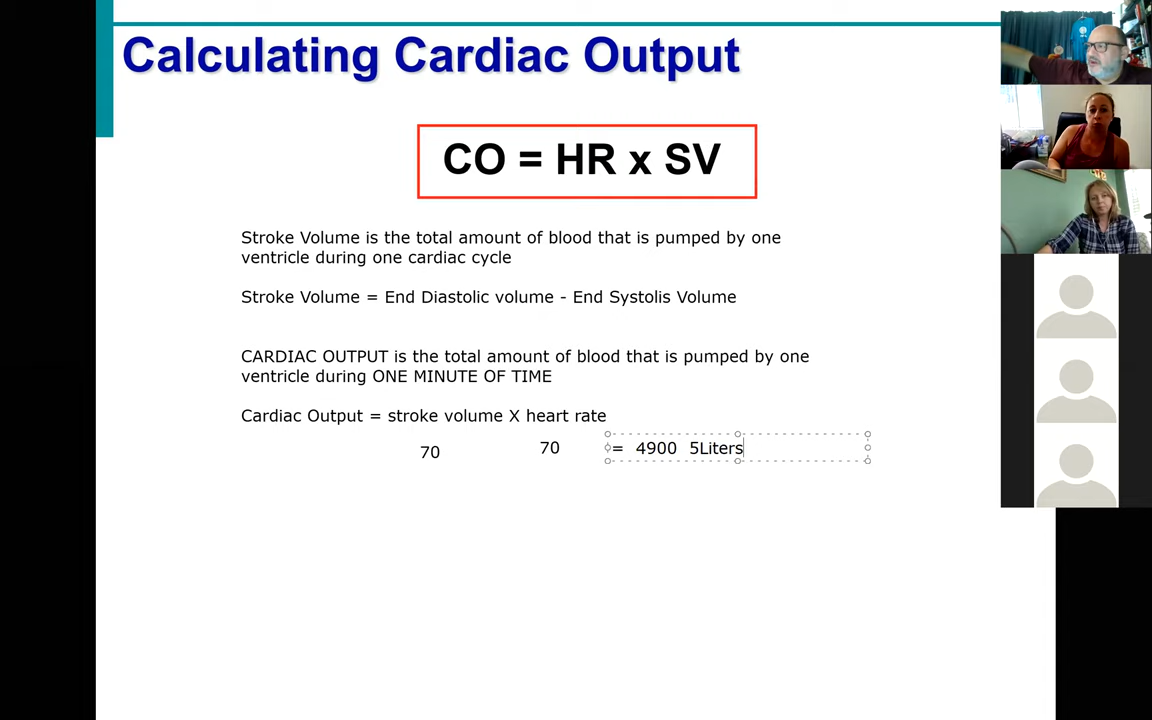 Calculating Cardiac Output
CO = HR x SV
Stroke Volume is the total amount of blood that is pumped by one
ventricle during one cardiac cycle
Stroke Volume = End Diastolic volume - End Systolis Volume
CARDIAC OUTPUT is the total amount of blood that is pumped by one
ventricle during ONE MINUTE OF TIME
Cardiac Output = stroke volume X heart rate
70 70 = 4900 5Liters